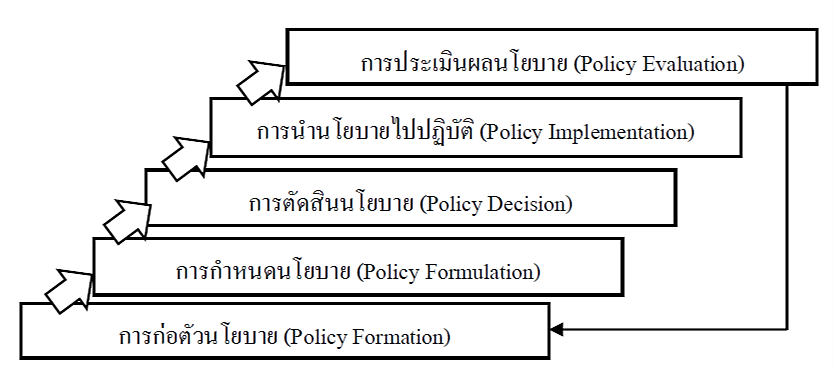 การประเมินผลนโยบาย (Policy Evaluation)
การนำนโยบายไปปฏิบัติ (Policy Implementation)
การตัดสินนโยบาย (Policy Decision)
การกำหนดนโยบาย (Policy Formulation)
การก่อตัวนโยบาย (Policy Formation)